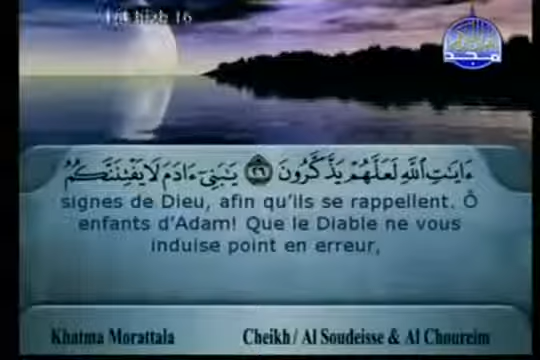 hizb 16
ءَايَٰتِ ٱللَّهِ لَعَلَّهُمْ يَذَّكَّرُونَ ٢٦ يَٰبَنِىٓ ءَادَمَ لَا يَفْتِنَنَّكُمُ
signes de Dieu, afin qu'ils se rappellent. Ô
enfants d'Adam! Que le Diable ne vous
induise point en erreur,
Khatma Morattala Cheikh / Al Soudeisse & Al Choureim